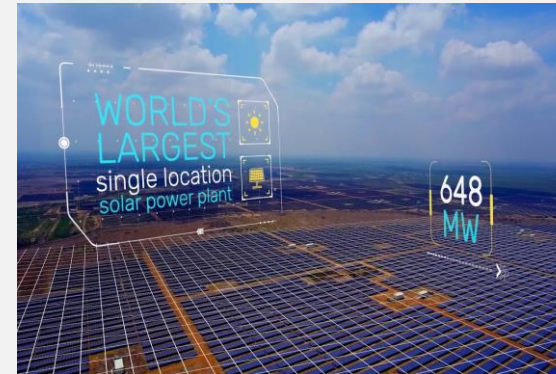 WORLD'S
LARGEST
single location
solar power plant
648
MW